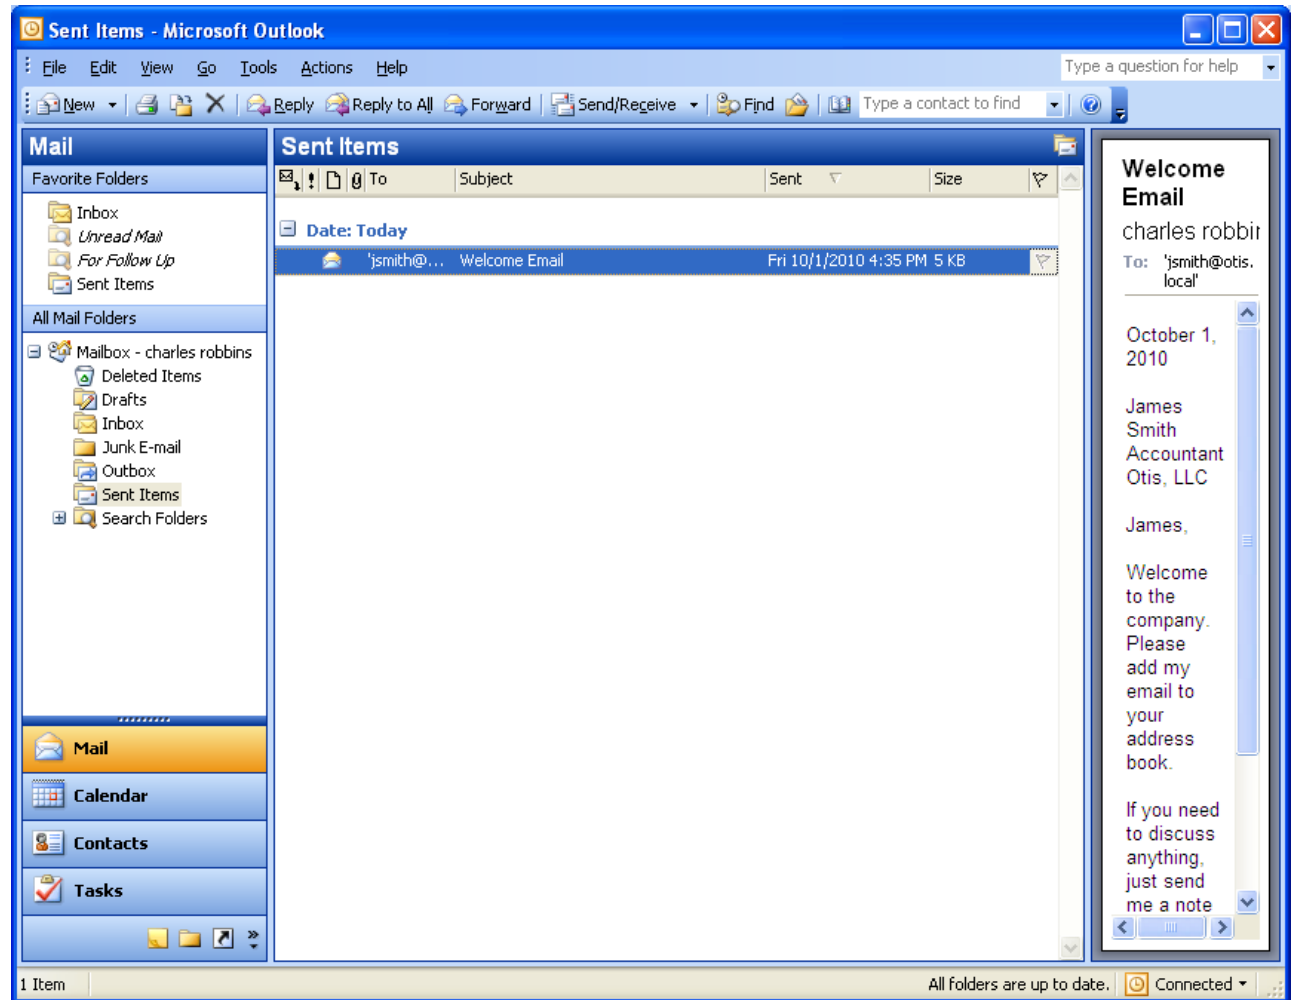 Sent Items - Microsoft Outlook
File Edit View Go Tools Actions Help Type a question for help
New Reply Reply to All Forward Send/Receive Find Type a contact to find
Mail
Favorite Folders
Inbox
Unread Mail
For Follow Up
Sent Items
All Mail Folders
Mailbox - charles robbins
Deleted Items
Drafts
Inbox
Junk E-mail
Outbox
Sent Items
Search Folders
Mail
Calendar
Contacts
Tasks
Sent Items
To Subject Sent Size
Date: Today
'jsmith@... Welcome Email Fri 10/1/2010 4:35 PM 5 KB
Welcome
Email
charles robbin
To: 'jsmith@otis.
local'
October 1,
2010
James
Smith
Accountant
Otis, LLC
James,
Welcome
to the
company.
Please
add my
email to
your
address
book.
If you need
to discuss
anything,
just send
me a note
1 Item All folders are up to date. Connected